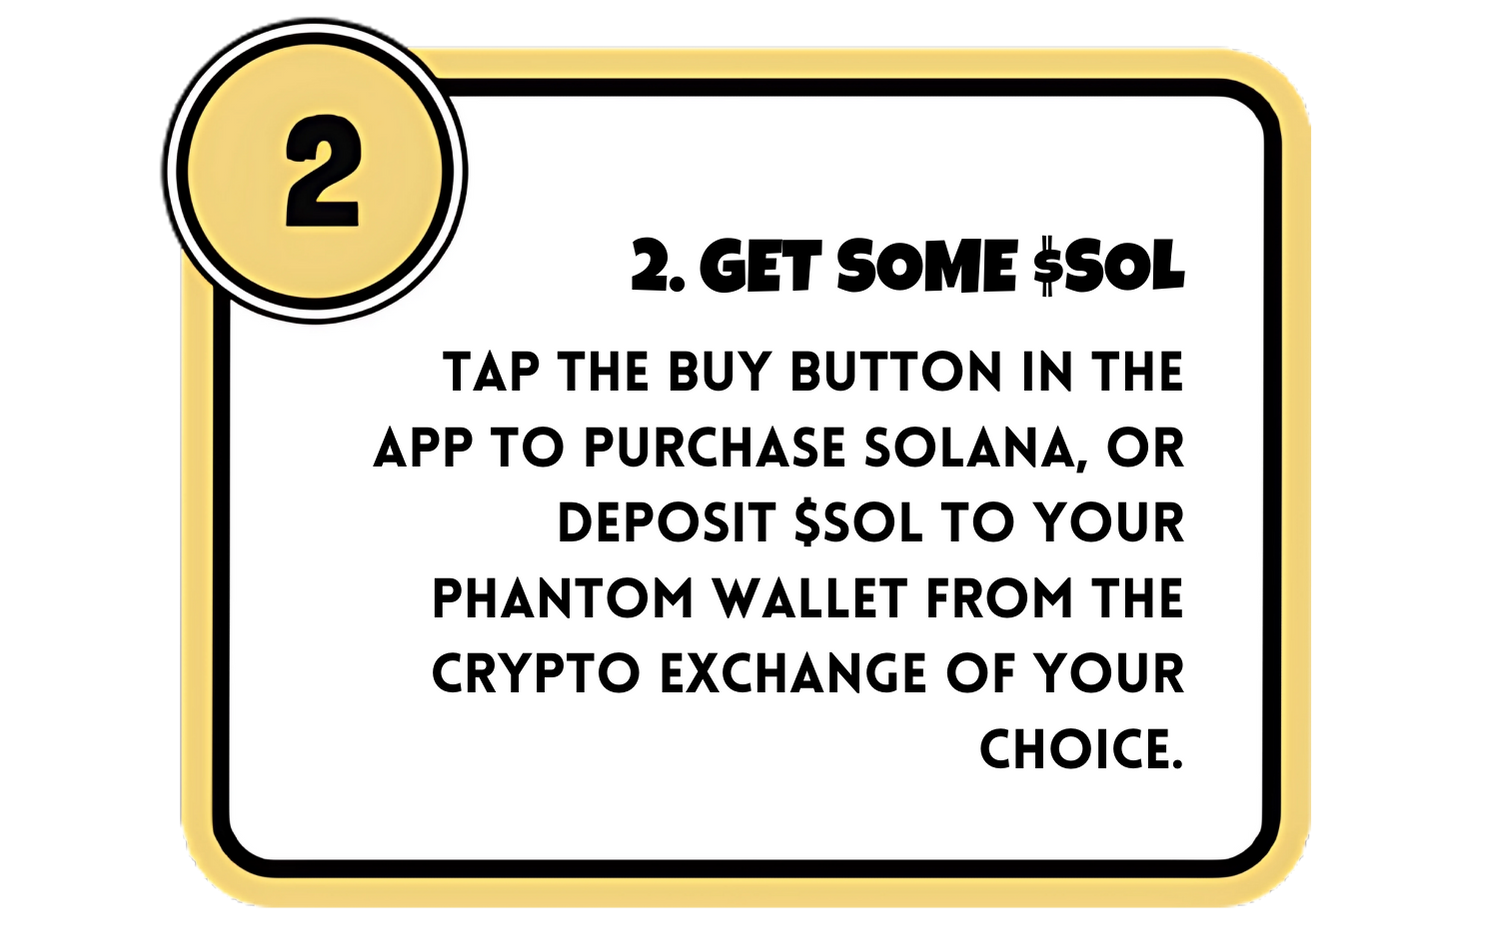 2
2. GET SOME $SOL
TAP THE BUY BUTTON IN THE
APP TO PURCHASE SOLANA, OR
DEPOSIT $SOL TO YOUR
PHANTOM WALLET FROM THE
CRYPTO EXCHANGE OF YOUR
CHOICE.